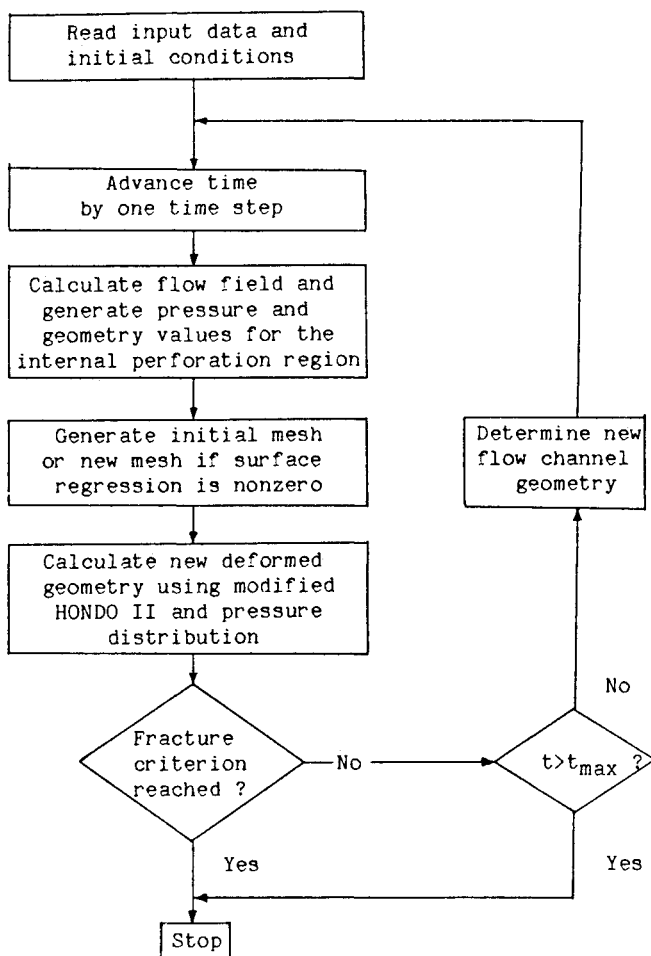 Read input data and
initial conditions
Advance time
by one time step
Calculate flow field and
generate pressure and
geometry values for the
internal perforation region
Generate initial mesh
or new mesh if surface
regression is nonzero
Determine new
flow channel
geometry
Calculate new deformed
geometry using modified
HONDO II and pressure
distribution
Fracture
criterion
reached ?
No
t>tmax ?
No
Yes
Yes
Stop